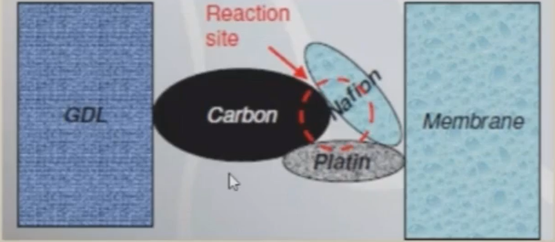 Reaction
site
GDL
Carbon
Nafion
Platin
Membrane